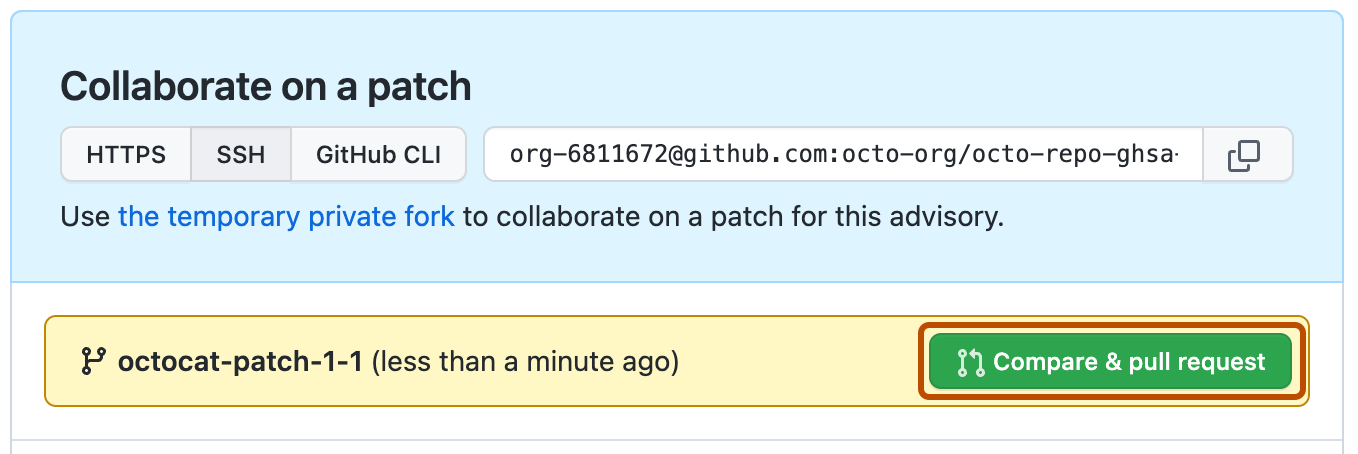 Collaborate on a patch
HTTPS SSH GitHub CLI org-6811672@github.com:octo-org/octo-repo-ghsa-
Use the temporary private fork to collaborate on a patch for this advisory.
octocat-patch-1-1 (less than a minute ago) Compare & pull request